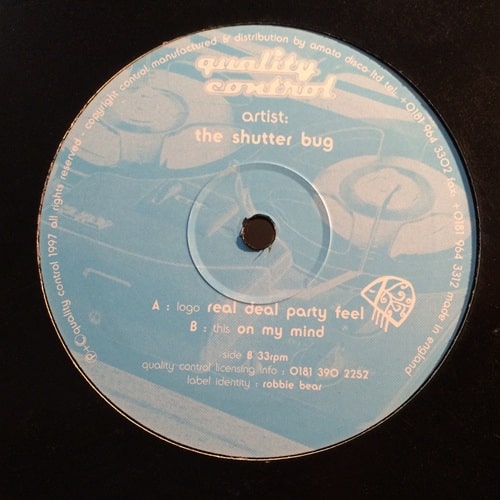 quality
control
artist:
the shutter bug
A : logo real deal party feel
B : this on my mind
side B 33rpm
quality control licensing info : 0181 390 2252
label identity : robbie bear
P+C quality control 1997 all rights reserved - copyright control manufactured & distribution by amato disco ltd tel. +0181 964 3302 fax. +0181 964 3312 made in england